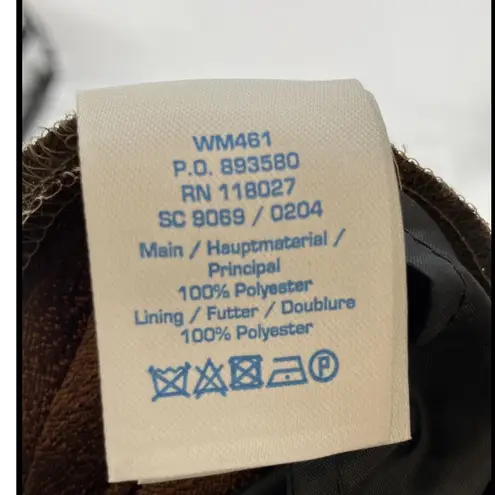 WM461
P.O. 893580
RN 118027
SC 9069 / 0204
Main / Hauptmaterial /
Principal
100% Polyester
Lining / Futter / Doublure
100% Polyester
P